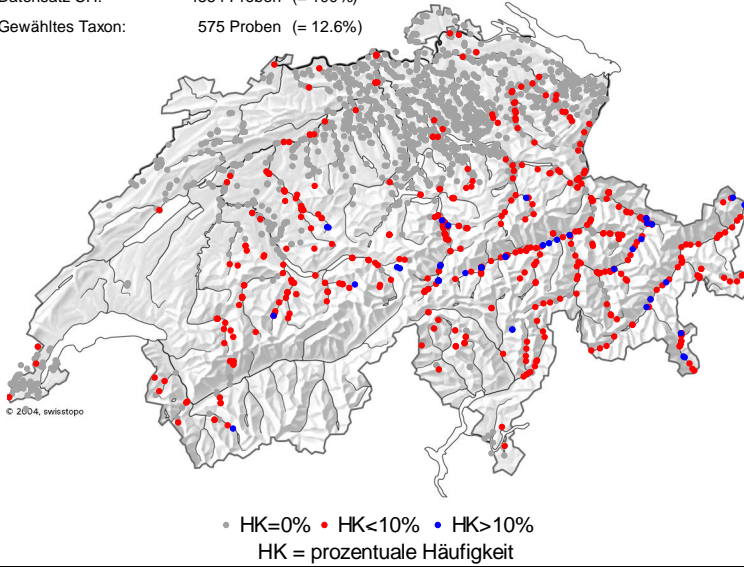 Gewähltes Taxon: 575 Proben (= 12.6%)
© 2004, swisstopo
HK=0% HK<10% HK>10%
HK = prozentuale Häufigkeit